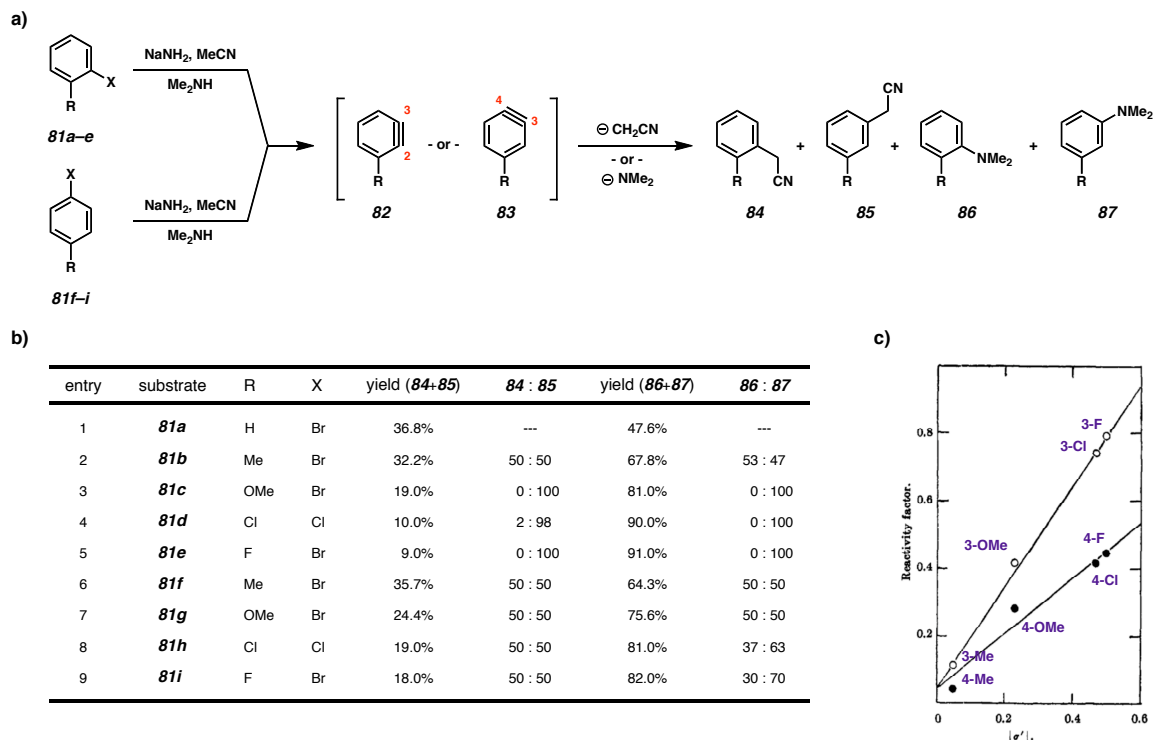 a)
NaNH2, MeCN
Me2NH
X
R
81a–e
X
NaNH2, MeCN
Me2NH
R
81f–i
3
2
R
82
- or -
4
3
R
83
⊖ CH2CN
- or -
⊖ NMe2
R
CN
84
+
CN
R
85
+
NMe2
R
86
+
NMe2
R
87
b)
entry substrate R X yield (84+85) 84 : 85 yield (86+87) 86 : 87
1 81a H Br 36.8% --- 47.6% ---
2 81b Me Br 32.2% 50 : 50 67.8% 53 : 47
3 81c OMe Br 19.0% 0 : 100 81.0% 0 : 100
4 81d Cl Cl 10.0% 2 : 98 90.0% 0 : 100
5 81e F Br 9.0% 0 : 100 91.0% 0 : 100
6 81f Me Br 35.7% 50 : 50 64.3% 50 : 50
7 81g OMe Br 24.4% 50 : 50 75.6% 50 : 50
8 81h Cl Cl 19.0% 50 : 50 81.0% 37 : 63
9 81i F Br 18.0% 50 : 50 82.0% 30 : 70
c)
Reactivity factor.
0.8
0.6
0.4
0.2
3-F
3-Cl
3-OMe
4-F
4-Cl
4-OMe
3-Me
4-Me
0 0.2 0.4 0.6
|σ'|.